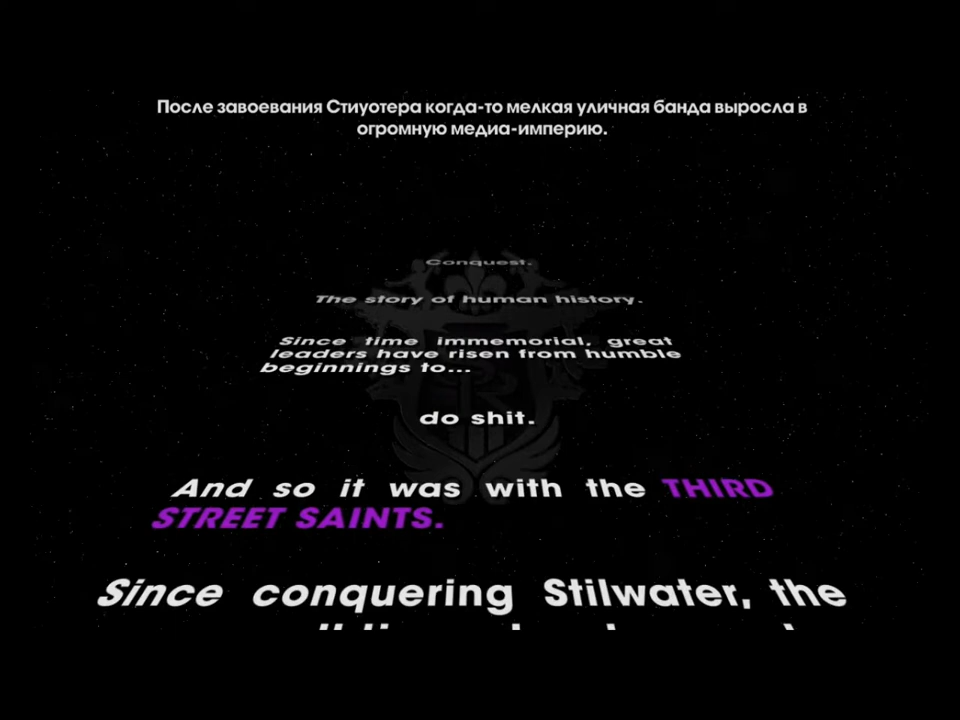 После завоевания Стиуотера когда-то мелкая уличная банда выросла в
огромную медиа-империю.
Conquest.
The story of human history.
Since time immemorial, great
leaders have risen from humble
beginnings to...
do shit.
And so it was with the THIRD
STREET SAINTS.
Since conquering Stilwater, the